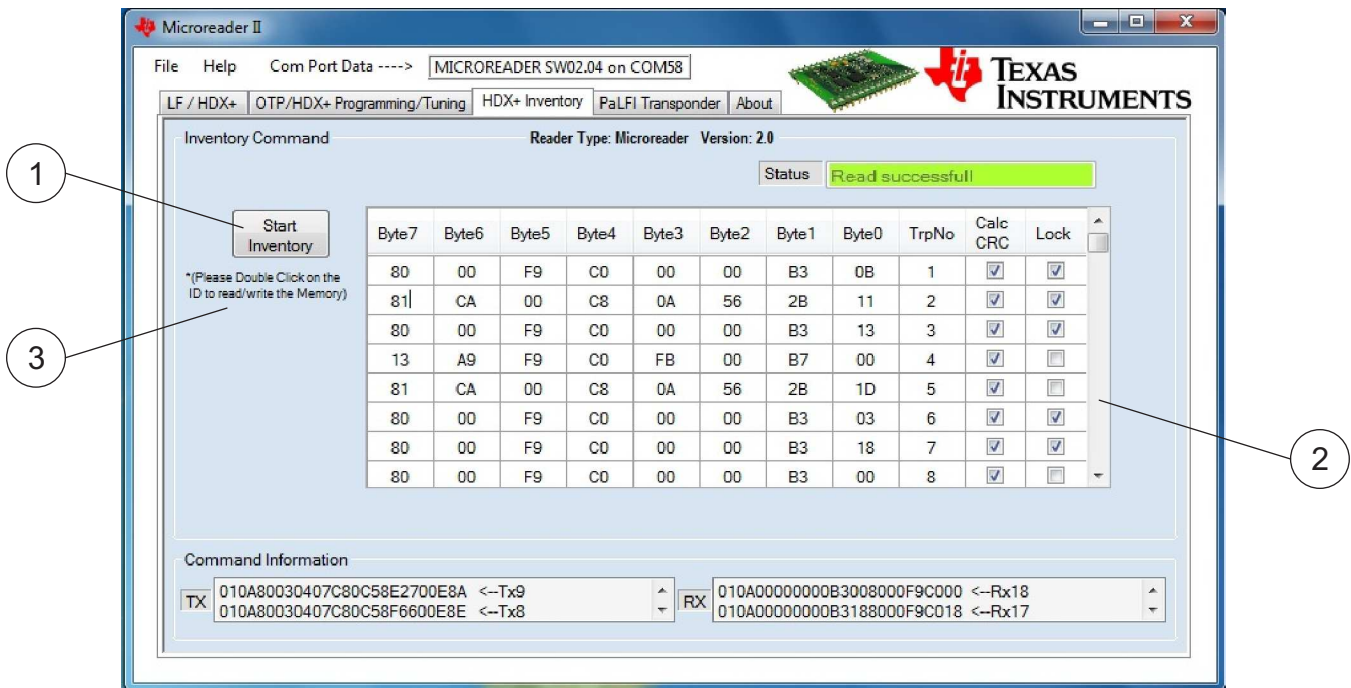 Microreader II
File Help Com Port Data ----> MICROREADER SW02.04 on COM58
TEXAS INSTRUMENTS
LF / HDX+ OTP/HDX+ Programming/Tuning HDX+ Inventory PaLFI Transponder About
Inventory Command Reader Type: Microreader Version: 2.0
Status Read successfull
1
Start Inventory
*(Please Double Click on the
ID to read/write the Memory)
3
Byte7 Byte6 Byte5 Byte4 Byte3 Byte2 Byte1 Byte0 TrpNo Calc CRC Lock
80 00 F9 C0 00 00 B3 0B 1
81 CA 00 C8 0A 56 2B 11 2
80 00 F9 C0 00 00 B3 13 3
13 A9 F9 C0 FB 00 B7 00 4
81 CA 00 C8 0A 56 2B 1D 5
80 00 F9 C0 00 00 B3 03 6
80 00 F9 C0 00 00 B3 18 7
80 00 F9 C0 00 00 B3 00 8
2
Command Information
TX 010A80030407C80C58E2700E8A <--Tx9
010A80030407C80C58F6600E8E <--Tx8
RX 010A00000000B3008000F9C000 <--Rx18
010A00000000B3188000F9C018 <--Rx17